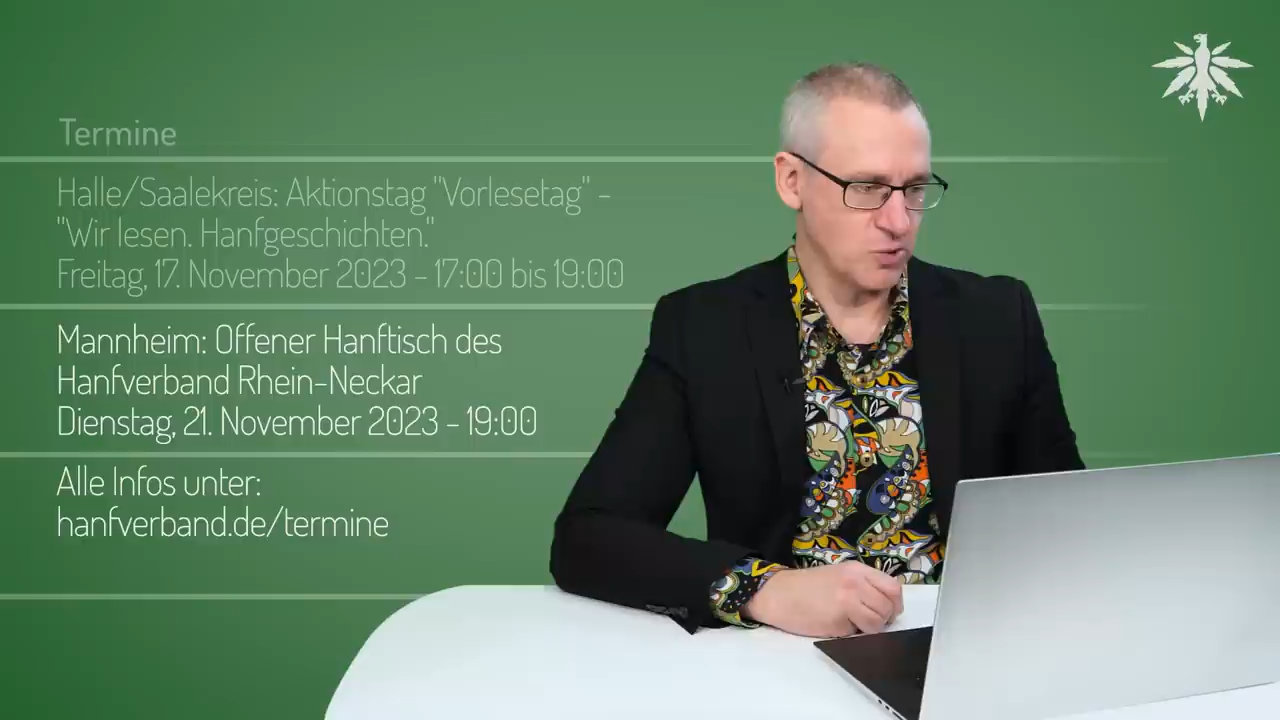 Termine
Halle/Saalekreis: Aktionstag "Vorlesetag" -
"Wir lesen. Hanfgeschichten."
Freitag, 17. November 2023 - 17:00 bis 19:00
Mannheim: Offener Hanftisch des
Hanfverband Rhein-Neckar
Dienstag, 21. November 2023 - 19:00
Alle Infos unter:
hanfverband.de/termine